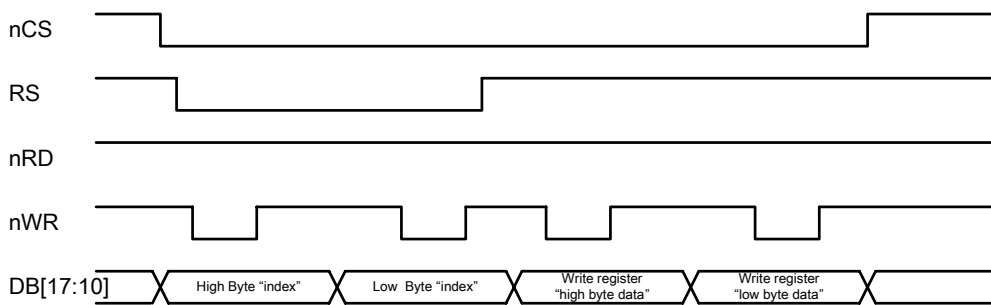 nCS
RS
nRD
nWR
DB[17:10]
High Byte “index”
Low Byte “index”
Write register
“high byte data”
Write register
“low byte data”